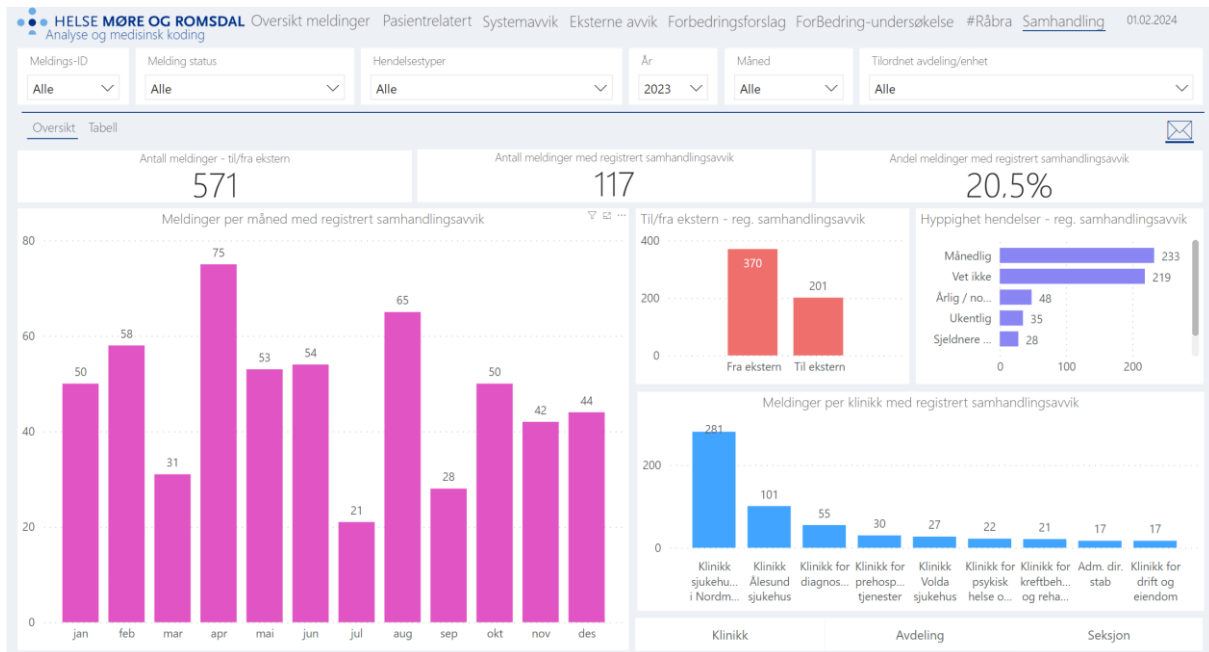 HELSE MØRE OG ROMSDAL Oversikt meldinger Pasientrelatert Systemavvik Eksterne avvik Forbedringsforslag ForBedring-undersøkelse #Råbra Samhandling 01.02.2024
Analyse og medisinsk koding
Meldings-ID Melding status Hendelsestyper År Måned Tilordnet avdeling/enhet
Alle Alle Alle 2023 Alle Alle
Oversikt Tabell
Antall meldinger - til/fra ekstern
571
Antall meldinger med registrert samhandlingsavvik
117
Andel meldinger med registrert samhandlingsavvik
20,5%
Meldinger per måned med registrert samhandlingsavvik
80
60
40
20
0
50 58 31 75 53 54 21 65 28 50 42 44
jan feb mar apr mai jun jul aug sep okt nov des
Til/fra ekstern - reg. samhandlingsavvik
400
200
0
370 201
Fra ekstern Til ekstern
Hyppighet hendelser - reg. samhandlingsavvik
Månedlig 233
Vet ikke 219
Årlig / no... 48
Ukentlig 35
Sjeldnere ... 28
0 100 200
Meldinger per klinikk med registrert samhandlingsavvik
200
0
281 101 55 30 27 22 21 17 17
Klinikk Klinikk Klinikk for Klinikk for Klinikk Klinikk for Klinikk for Adm. dir. Klinikk for
sjukehu... Ålesund diagnos... prehosp... Volda psykisk kreftbeh... stab drift og
i Nordm... sjukehus tjenester sjukehus helse o... og reha... eiendom
Klinikk Avdeling Seksjon